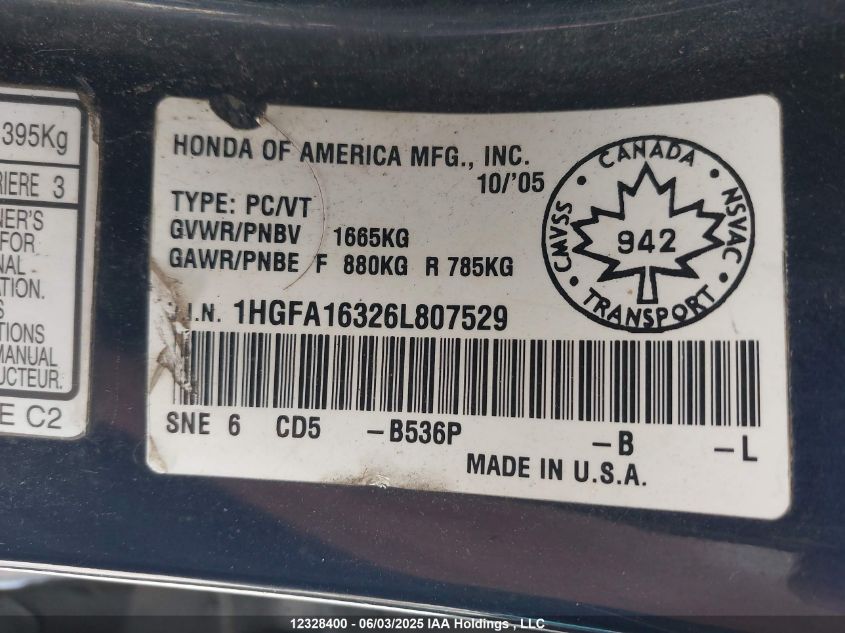 395Kg
RIERE 3
NER'S
FOR
NAL
ATION.
S
TIONS
MANUAL
UCTEUR.
E C2
HONDA OF AMERICA MFG., INC.
10/'05
TYPE: PC/VT
GVWR/PNBV 1665KG
GAWR/PNBE F 880KG R 785KG
CANADA
CMVSS
942
NSVAC
TRANSPORT
.I.N. 1HGFA16326L807529
SNE 6 CD5 -B536P -B -L
MADE IN U.S.A.
12328400 - 06/03/2025 IAA Holdings , LLC